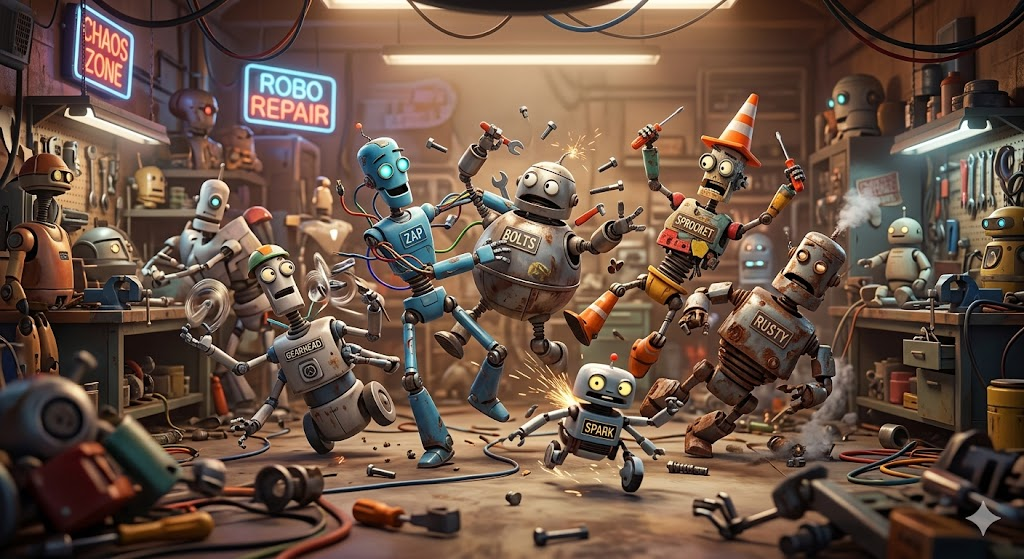 CHAOS
ZONE
ROBO
REPAIR
ZAP
BOLTS
SPROCKET
GEARHEAD
RUSTY
SPARK